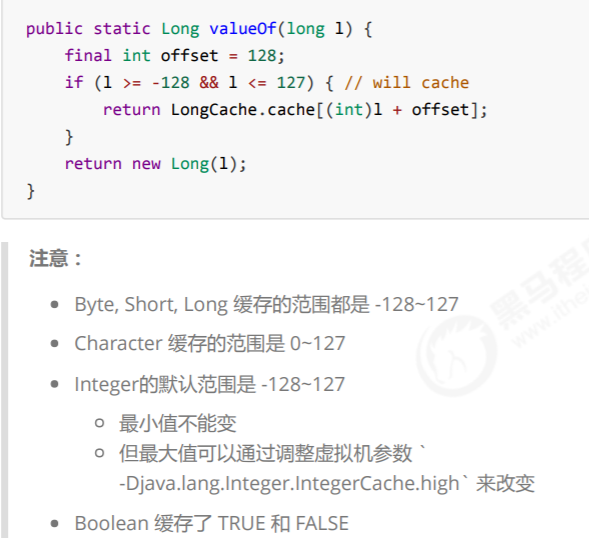 public static Long valueOf(long l) {
    final int offset = 128;
    if (l >= -128 && l <= 127) { // will cache
        return LongCache.cache[(int)l + offset];
    }
    return new Long(l);
}
注意：
• Byte, Short, Long 缓存的范围都是 -128~127
• Character 缓存的范围是 0~127
• Integer的默认范围是 -128~127
○ 最小值不能变
○ 但最大值可以通过调整虚拟机参数 `
-Djava.lang.Integer.IntegerCache.high` 来改变
• Boolean 缓存了 TRUE 和 FALSE
黑马程